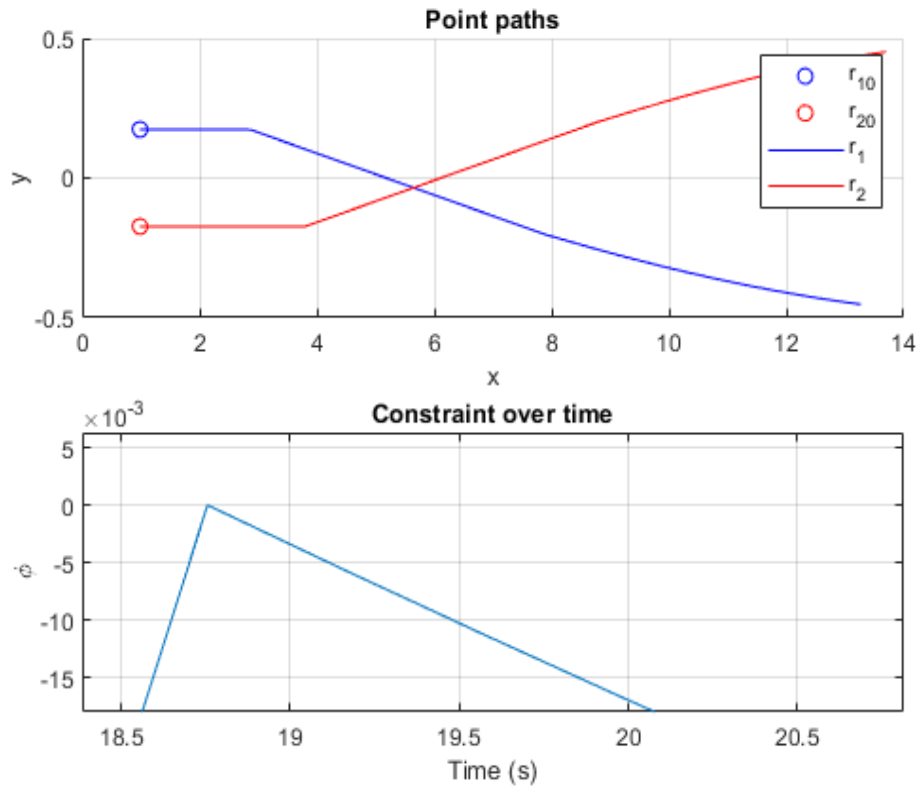 Point paths
0.5
0
-0.5
y
0 2 4 6 8 10 12 14
x
r10
r20
r1
r2
×10-3
Constraint over time
5
0
-5
-10
-15
ϕ
18.5 19 19.5 20 20.5
Time (s)